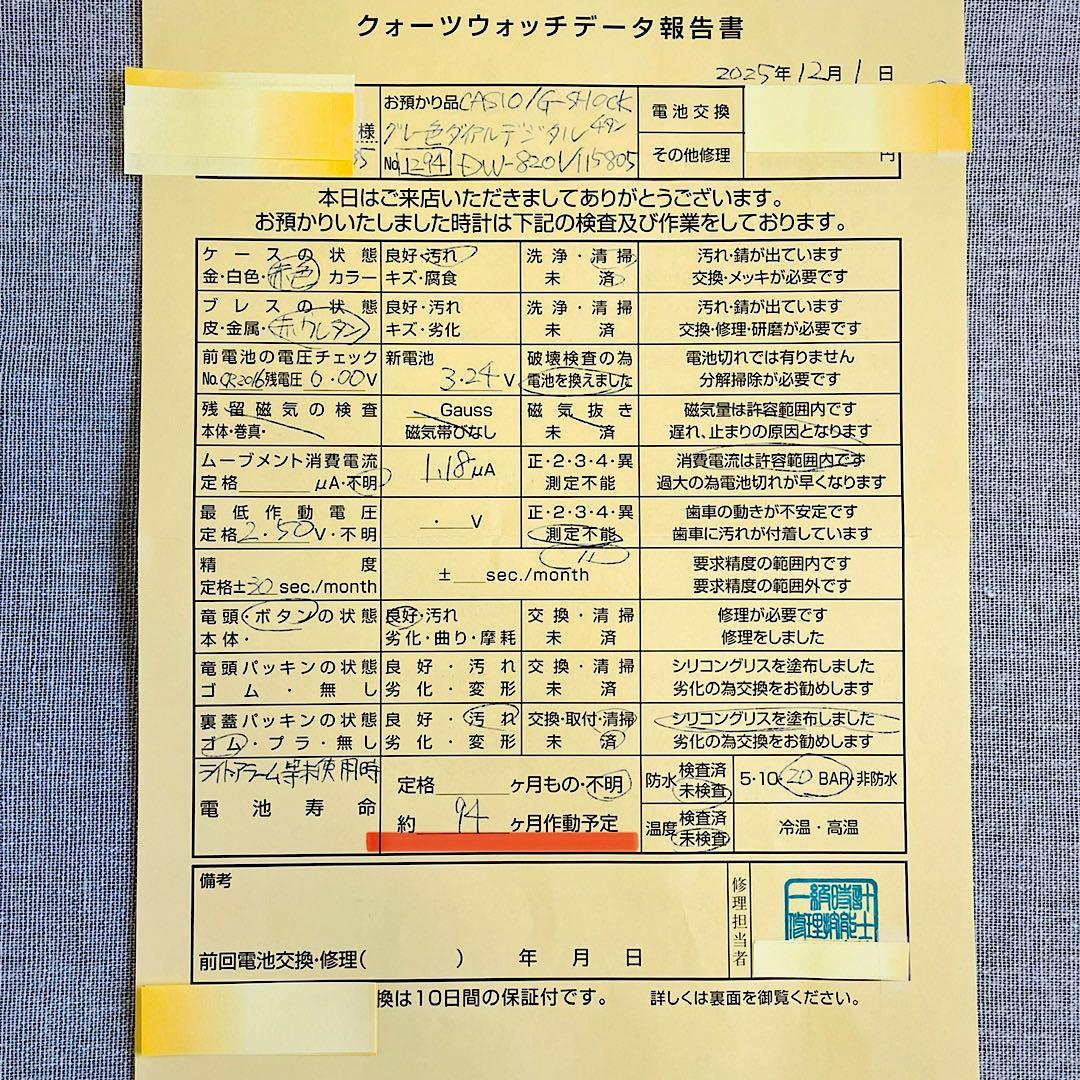 クォーツウォッチデータ報告書
2025年12月1日
様
お預かり品 CASIO/G-SHOCK
グレー色ダイアルデジタル
No. 1294 DW-820 V115805
電池交換
その他修理
円
本日はご来店いただきましてありがとうございます。
お預かりいたしました時計は下記の検査及び作業をしております。
ケースの状態
金・白色・赤色 カラー
良好・汚れ
キズ・腐食
洗浄・清掃
未 済
汚れ・錆が出ています
交換・メッキが必要です
ブレスの状態
皮・金属・赤ウレタン
良好・汚れ
キズ・劣化
洗浄・清掃
未 済
汚れ・錆が出ています
交換・修理・研磨が必要です
前電池の電圧チェック
No.CR2016残電圧 0.00V
新電池
3.24V
破壊検査の為
電池を換えました
電池切れでは有りません
分解掃除が必要です
残留磁気の検査
本体・巻真・
Gauss
磁気帯びなし
磁気抜き
未 済
磁気量は許容範囲内です
遅れ、止まりの原因となります
ムーブメント消費電流
定格 μA・不明
1.18μA
正・2・3・4・異
測定不能
消費電流は許容範囲内です
過大の為電池切れが早くなります
最低作動電圧
定格2.50V・不明
.V
正・2・3・4・異
測定不能
歯車の動きが不安定です
歯車に汚れが付着しています
精度
定格±30 sec./month
± sec./month
〃
要求精度の範囲内です
要求精度の範囲外です
竜頭・ボタンの状態
本体・
良好・汚れ
劣化・曲り・摩耗
交換・清掃
未 済
修理が必要です
修理をしました
竜頭パッキンの状態
ゴム・無し
良好・汚れ
劣化・変形
交換・清掃
未 済
シリコングリスを塗布しました
劣化の為交換をお勧めします
裏蓋パッキンの状態
ゴム・プラ・無し
良好・汚れ
劣化・変形
交換・取付・清掃
未 済
シリコングリスを塗布しました
劣化の為交換をお勧めします
ライト・アラーム等未使用時
電池寿命
定格 ヶ月もの・不明
約 94 ヶ月作動予定
防水 検査済
未検査
5・10・20 BAR・非防水
温度 検査済
未検査
冷温・高温
備考
前回電池交換・修理( ) 年 月 日
修理担当者
一級時計
修理技能士
換は10日間の保証付です。 詳しくは裏面を御覧ください。